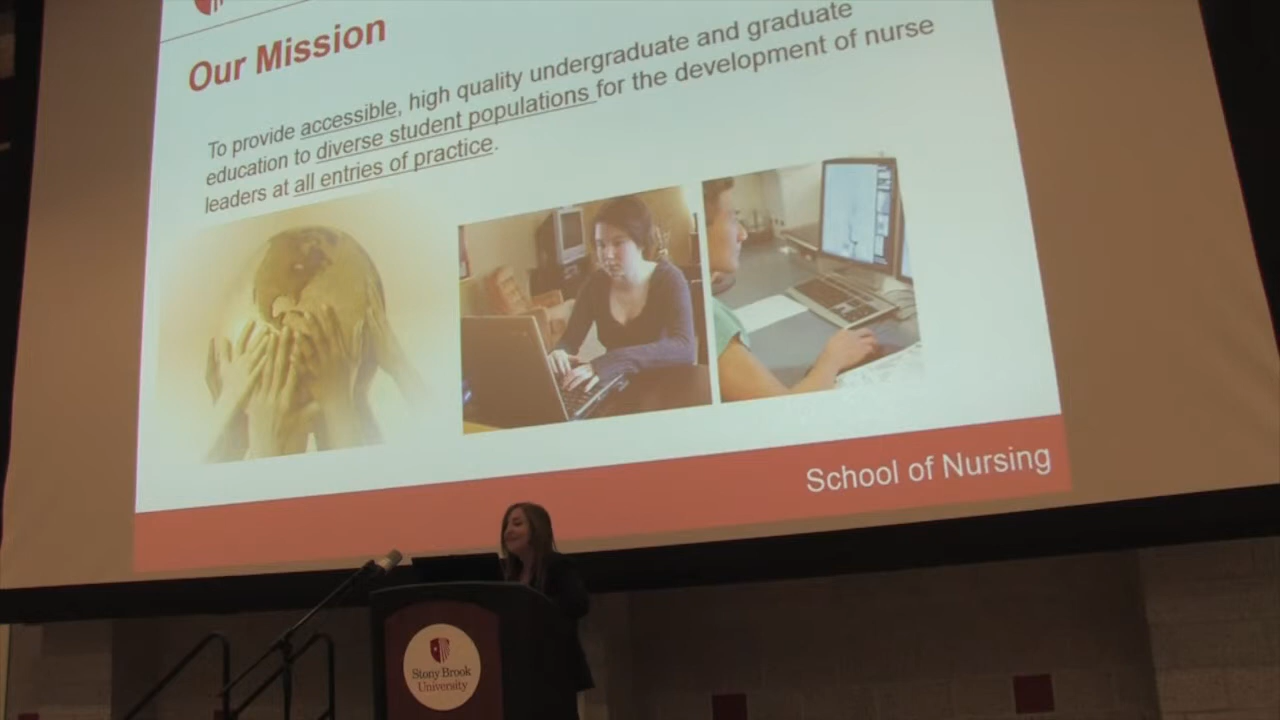 Stony
Our Mission
To provide accessible, high quality undergraduate and graduate
education to diverse student populations for the development of nurse
leaders at all entries of practice.
School of Nursing
Stony Brook
University